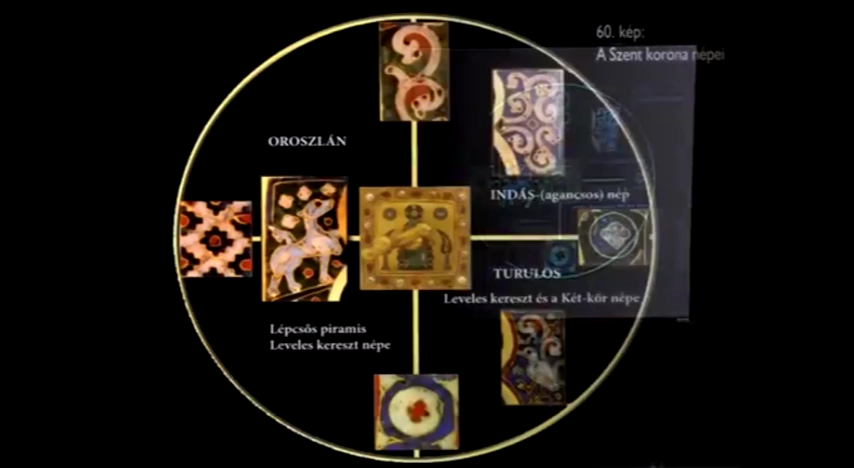 60. kép:
A Szent korona népei
OROSZLÁN
INDÁS-(agancsos) nép
TURULOS
Leveles kereszt és a Két-kör népe
Lépcsős piramis
Leveles kereszt népe